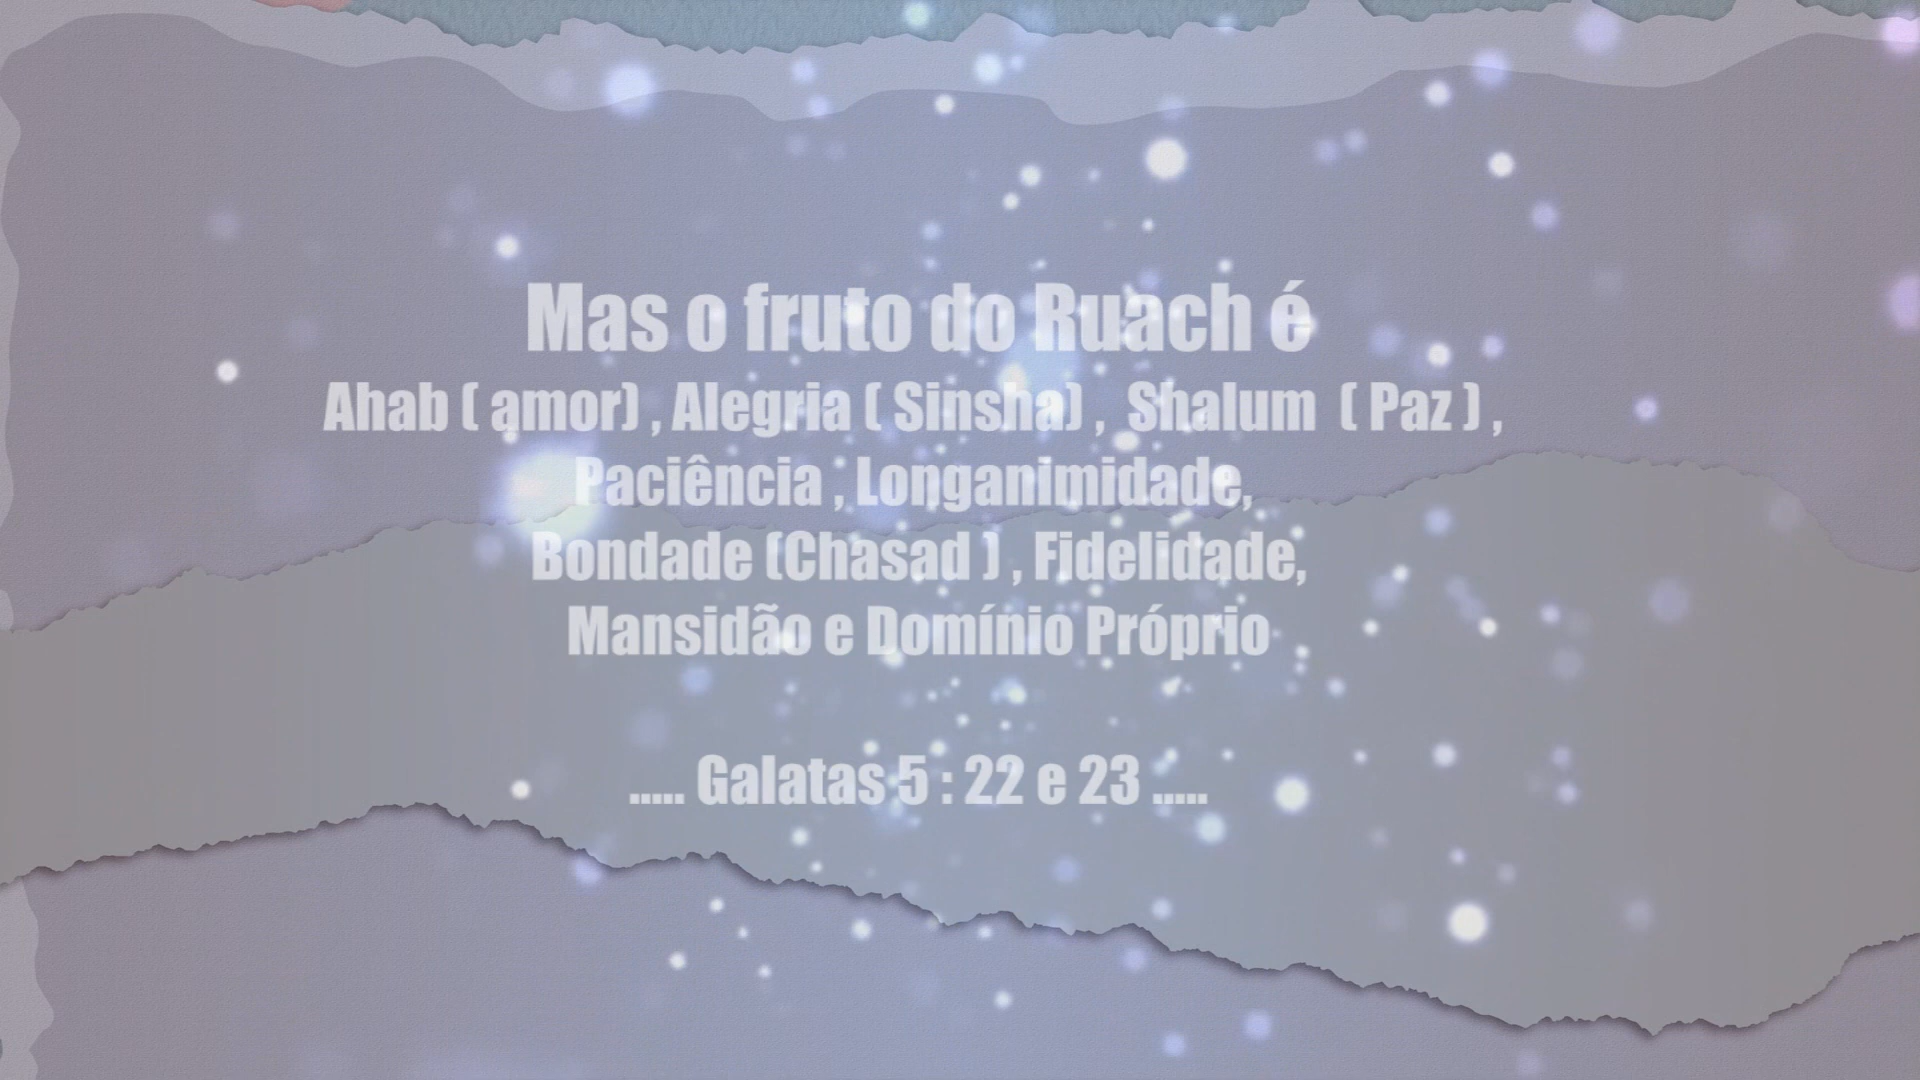 Mas o fruto do Ruach é
Ahab ( amor) , Alegria ( Sinsha) , Shalum ( Paz ) ,
Paciência , Longanimidade,
Bondade (Chasad ) , Fidelidade,
Mansidão e Domínio Próprio
..... Galatas 5 : 22 e 23 .....